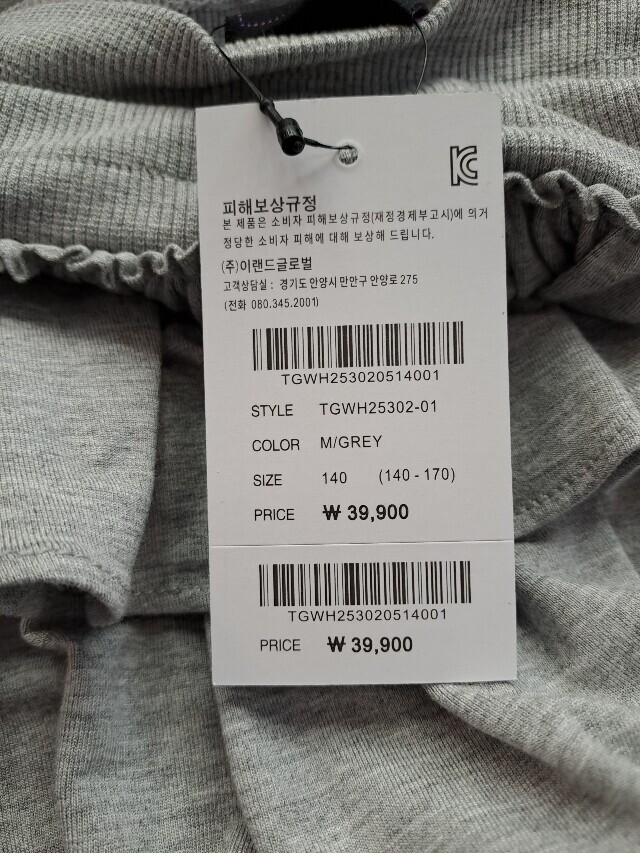 피해보상규정
본 제품은 소비자 피해보상규정(재정경제부고시)에 의거
정당한 소비자 피해에 대해 보상해 드립니다.
(주)이랜드글로벌
고객상담실 : 경기도 안양시 만안구 안양로 275
(전화 080.345.2001)
TGWH253020514001
STYLE TGWH25302-01
COLOR M/GREY
SIZE 140 (140 - 170)
PRICE ₩ 39,900
TGWH253020514001
PRICE ₩ 39,900